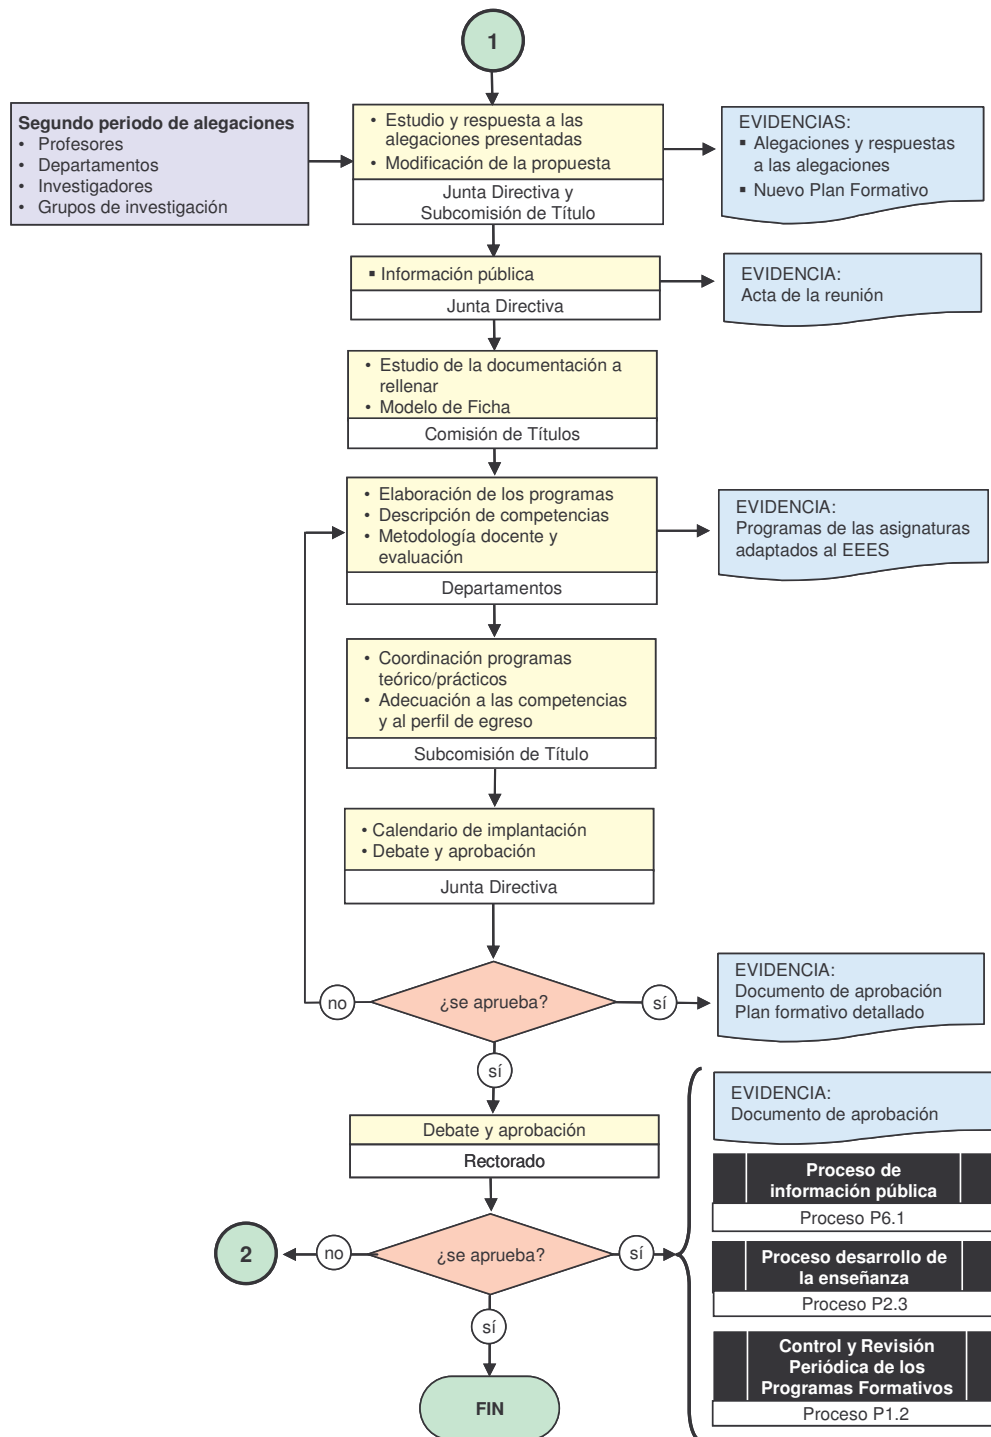 1
Segundo periodo de alegaciones
• Profesores
• Departamentos
• Investigadores
• Grupos de investigación
• Estudio y respuesta a las
alegaciones presentadas
• Modificación de la propuesta
Junta Directiva y
Subcomisión de Título
EVIDENCIAS:
▪ Alegaciones y respuestas
a las alegaciones
▪ Nuevo Plan Formativo
▪ Información pública
Junta Directiva
EVIDENCIA:
Acta de la reunión
• Estudio de la documentación a
rellenar
• Modelo de Ficha
Comisión de Títulos
• Elaboración de los programas
• Descripción de competencias
• Metodología docente y
evaluación
Departamentos
EVIDENCIA:
Programas de las asignaturas
adaptados al EEES
• Coordinación programas
teórico/prácticos
• Adecuación a las competencias
y al perfil de egreso
Subcomisión de Título
• Calendario de implantación
• Debate y aprobación
Junta Directiva
no
¿se aprueba?
sí
EVIDENCIA:
Documento de aprobación
Plan formativo detallado
sí
Debate y aprobación
Rectorado
EVIDENCIA:
Documento de aprobación
Proceso de
información pública
Proceso P6.1
2
no
¿se aprueba?
sí
Proceso desarrollo de
la enseñanza
Proceso P2.3
sí
Control y Revisión
Periódica de los
Programas Formativos
Proceso P1.2
FIN